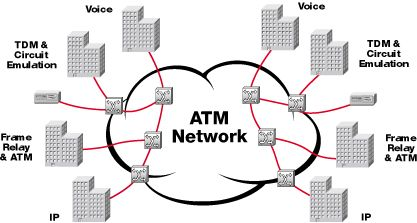 Voice
Voice
TDM &
Circuit
Emulation
TDM &
Circuit
Emulation
ATM
Network
Frame
Relay
& ATM
Frame
Relay
& ATM
IP
IP